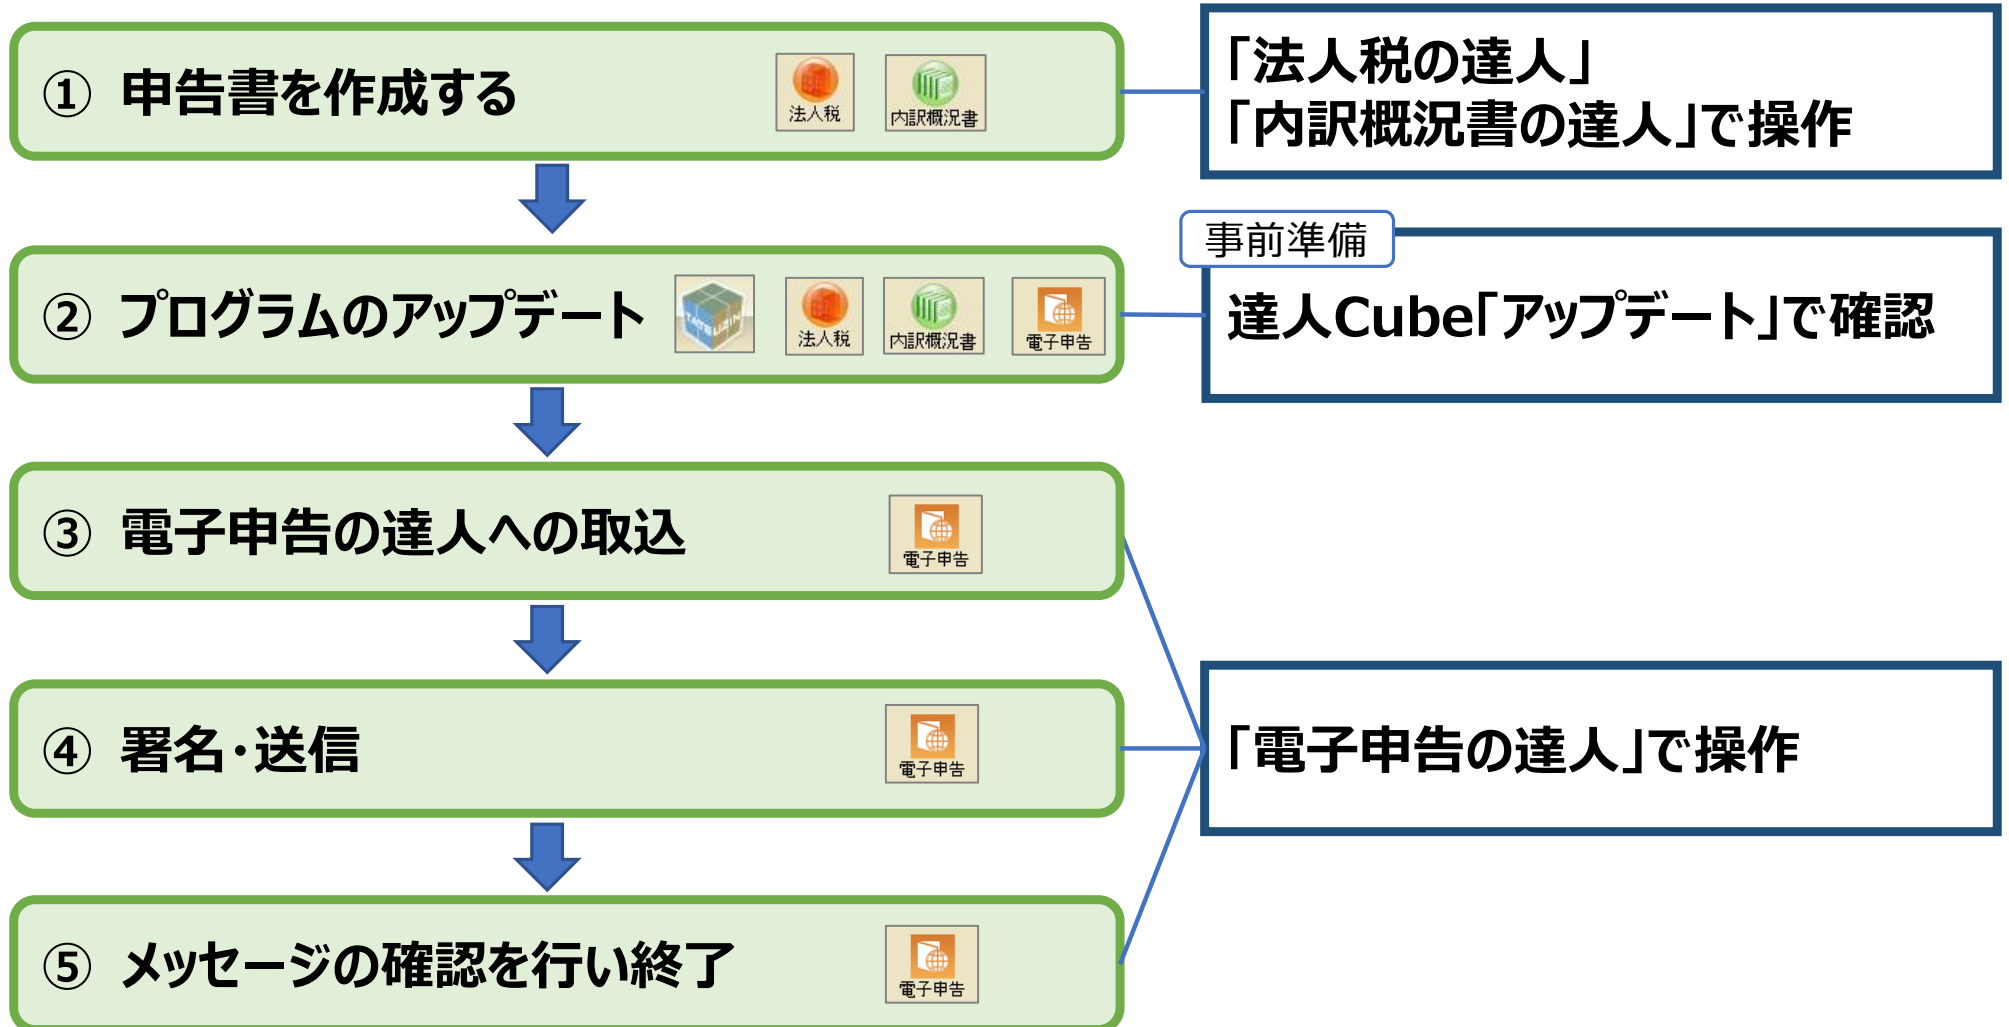 ① 申告書を作成する
法人税
内訳概況書
「法人税の達人」
「内訳概況書の達人」で操作
② プログラムのアップデート
TATSUZIN
法人税
内訳概況書
電子申告
事前準備
達人Cube「アップデート」で確認
③ 電子申告の達人への取込
電子申告
④ 署名・送信
電子申告
「電子申告の達人」で操作
⑤ メッセージの確認を行い終了
電子申告